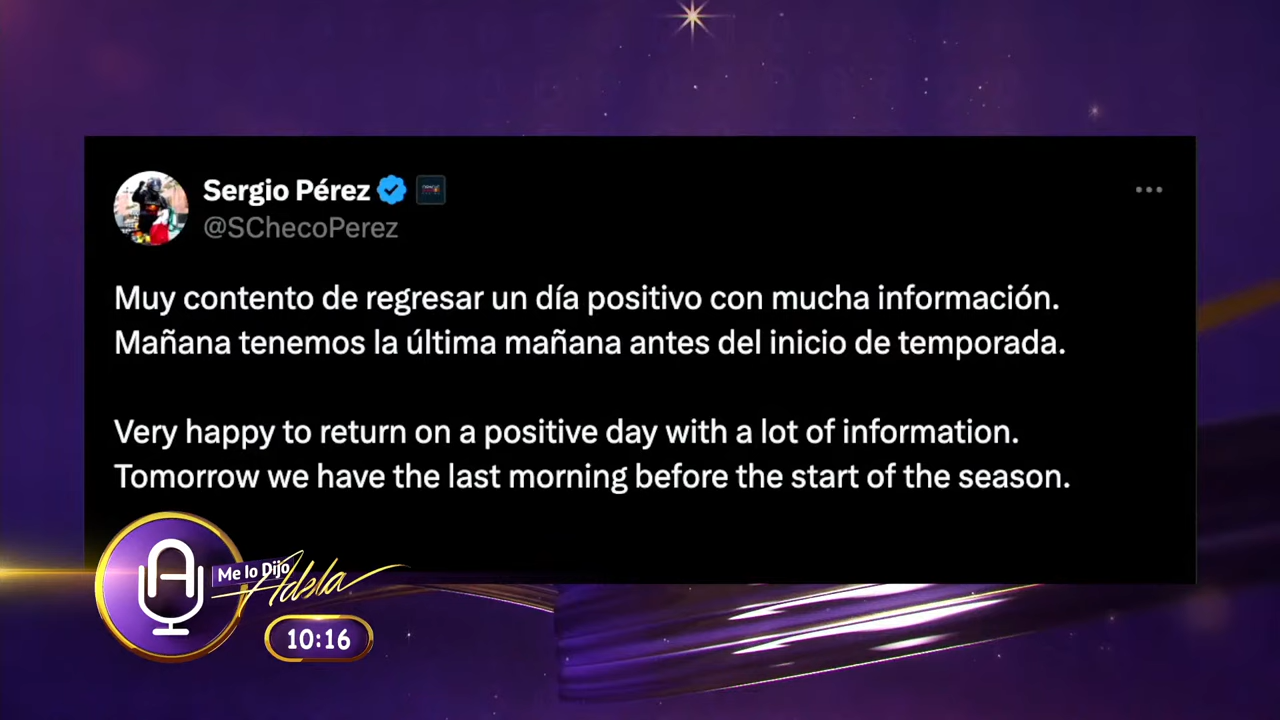 Sergio Pérez
@SChecoPerez
Muy contento de regresar un día positivo con mucha información.
Mañana tenemos la última mañana antes del inicio de temporada.
Very happy to return on a positive day with a lot of information.
Tomorrow we have the last morning before the start of the season.
Me lo Dijo
Adela
10:16